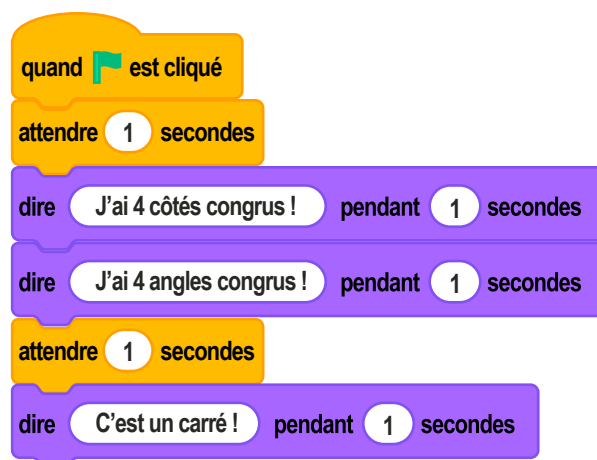 quand est cliqué
attendre 1 secondes
dire J'ai 4 côtés congrus ! pendant 1 secondes
dire J'ai 4 angles congrus ! pendant 1 secondes
attendre 1 secondes
dire C'est un carré ! pendant 1 secondes